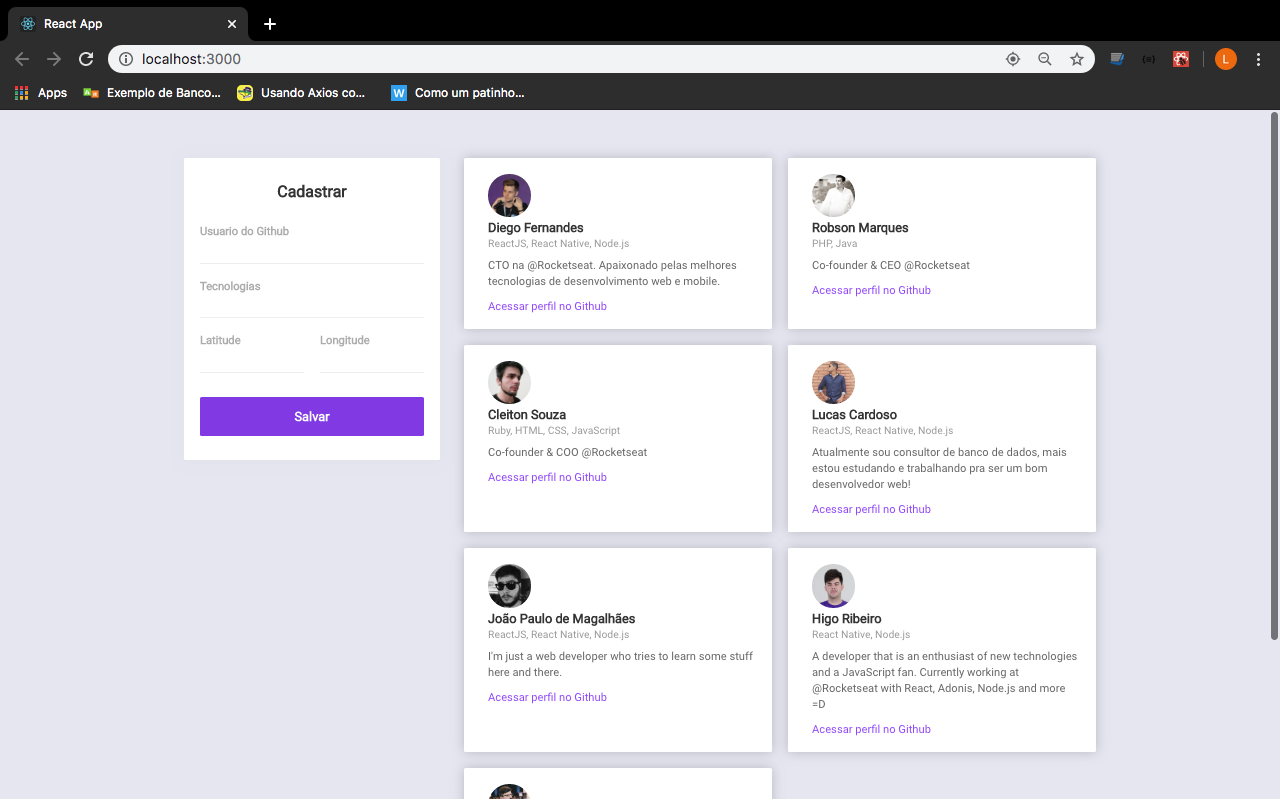 React App
localhost:3000
L
Apps
Exemplo de Banco...
Usando Axios co...
W
Como um patinho...
Cadastrar
Usuario do Github
Tecnologias
Latitude
Longitude
Salvar
Diego Fernandes
ReactJS, React Native, Node.js
CTO na @Rocketseat. Apaixonado pelas melhores
tecnologias de desenvolvimento web e mobile.
Acessar perfil no Github
Robson Marques
PHP, Java
Co-founder & CEO @Rocketseat
Acessar perfil no Github
Cleiton Souza
Ruby, HTML, CSS, JavaScript
Co-founder & COO @Rocketseat
Acessar perfil no Github
Lucas Cardoso
ReactJS, React Native, Node.js
Atualmente sou consultor de banco de dados, mais
estou estudando e trabalhando pra ser um bom
desenvolvedor web!
Acessar perfil no Github
João Paulo de Magalhães
ReactJS, React Native, Node.js
I'm just a web developer who tries to learn some stuff
here and there.
Acessar perfil no Github
Higo Ribeiro
React Native, Node.js
A developer that is an enthusiast of new technologies
and a JavaScript fan. Currently working at
@Rocketseat with React, Adonis, Node.js and more
=D
Acessar perfil no Github